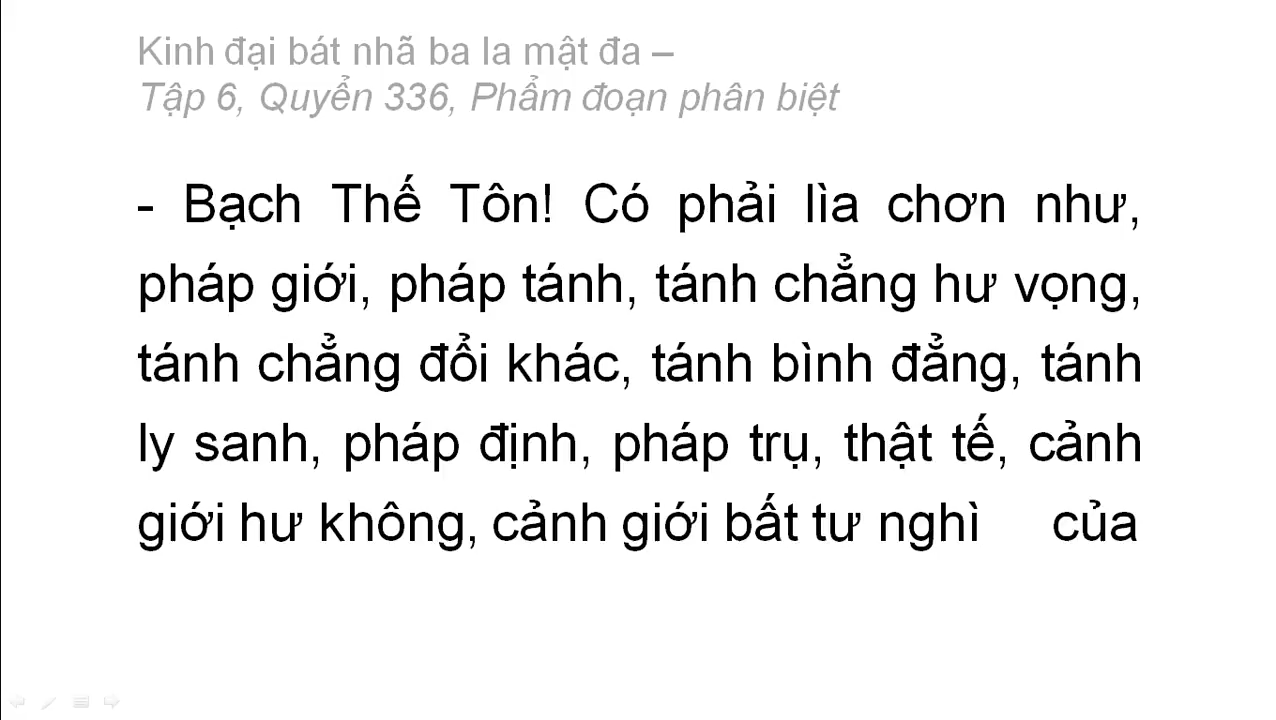 Kinh đại bát nhã ba la mật đa –
Tập 6, Quyển 336, Phẩm đoạn phân biệt
- Bạch Thế Tôn! Có phải lìa chơn như,
pháp giới, pháp tánh, tánh chẳng hư vọng,
tánh chẳng đổi khác, tánh bình đẳng, tánh
ly sanh, pháp định, pháp trụ, thật tế, cảnh
giới hư không, cảnh giới bất tư nghì của